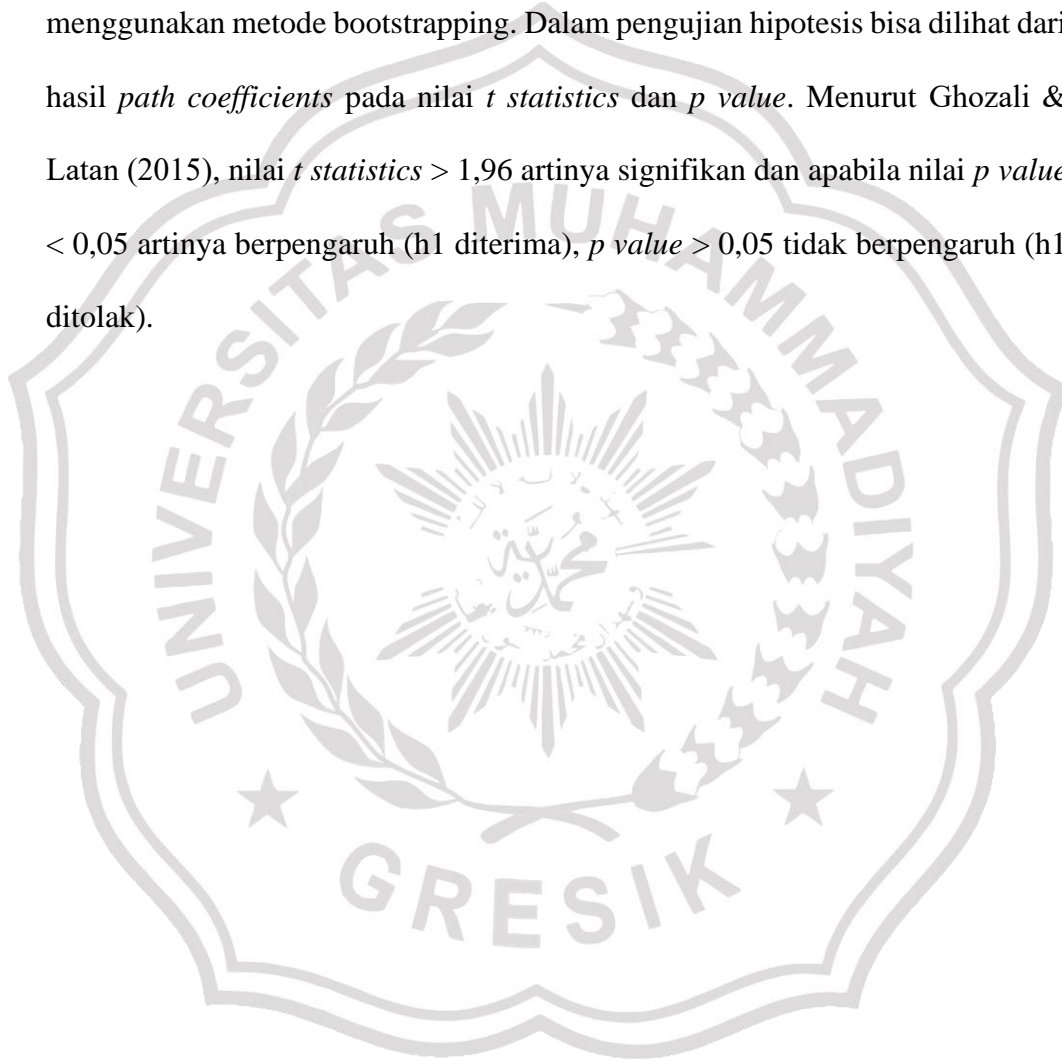 menggunakan metode bootstrapping. Dalam pengujian hipotesis bisa dilihat dari
hasil path coefficients pada nilai t statistics dan p value. Menurut Ghozali &
Latan (2015), nilai t statistics > 1,96 artinya signifikan dan apabila nilai p value
< 0,05 artinya berpengaruh (h1 diterima), p value > 0,05 tidak berpengaruh (h1
ditolak).
UNIVERSITAS MUHAMMADIYAH
GRESIK